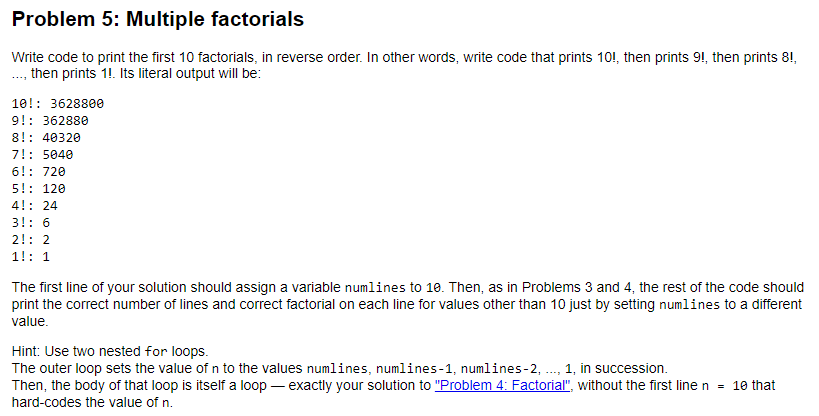 Problem 5: Multiple factorials
Write code to print the first 10 factorials, in reverse order. In other words, write code that prints 10!, then prints 9!, then prints 8!,
..., then prints 1!. Its literal output will be:
10!: 3628800
9!: 362880
8!: 40320
7!: 5040
6!: 720
5!: 120
4!: 24
3!: 6
2!: 2
1!: 1
The first line of your solution should assign a variable numlines to 10. Then, as in Problems 3 and 4, the rest of the code should
print the correct number of lines and correct factorial on each line for values other than 10 just by setting numlines to a different
value.
Hint: Use two nested for loops.
The outer loop sets the value of n to the values numlines, numlines-1, numlines-2, ..., 1, in succession.
Then, the body of that loop is itself a loop — exactly your solution to "Problem 4: Factorial", without the first line n = 10 that
hard-codes the value of n.